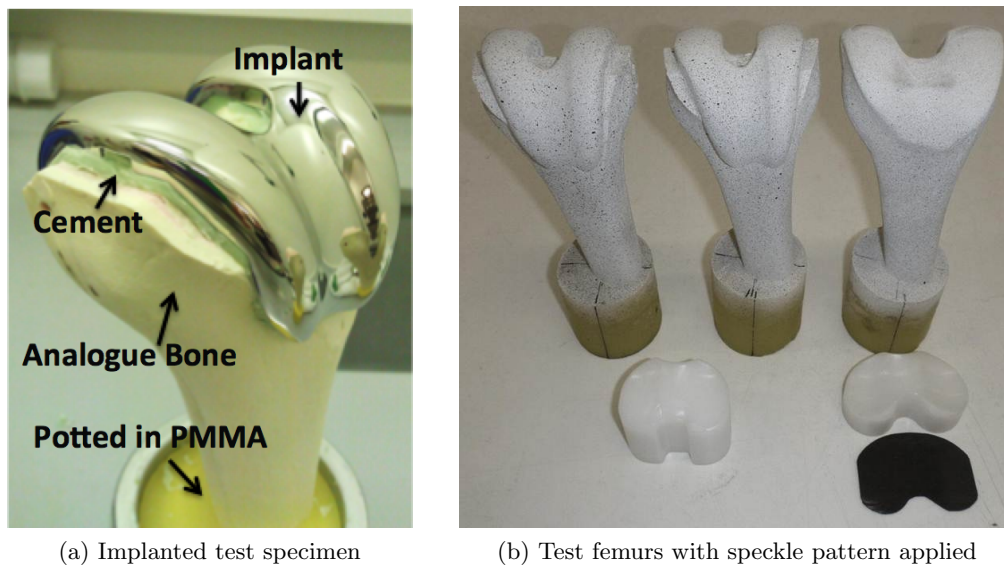 Implant
Cement
Analogue Bone
Potted in PMMA
(a) Implanted test specimen
(b) Test femurs with speckle pattern applied